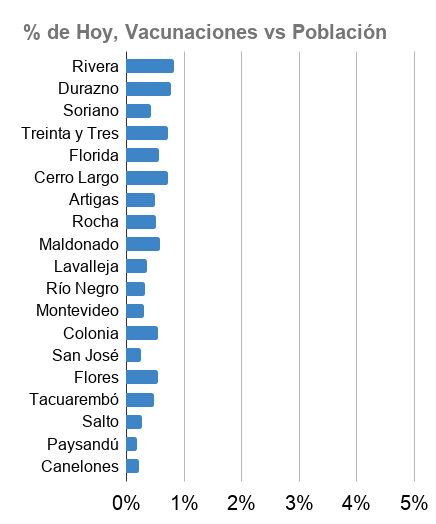 % de Hoy, Vacunaciones vs Población
Rivera
Durazno
Soriano
Treinta y Tres
Florida
Cerro Largo
Artigas
Rocha
Maldonado
Lavalleja
Río Negro
Montevideo
Colonia
San José
Flores
Tacuarembó
Salto
Paysandú
Canelones
0% 1% 2% 3% 4% 5%